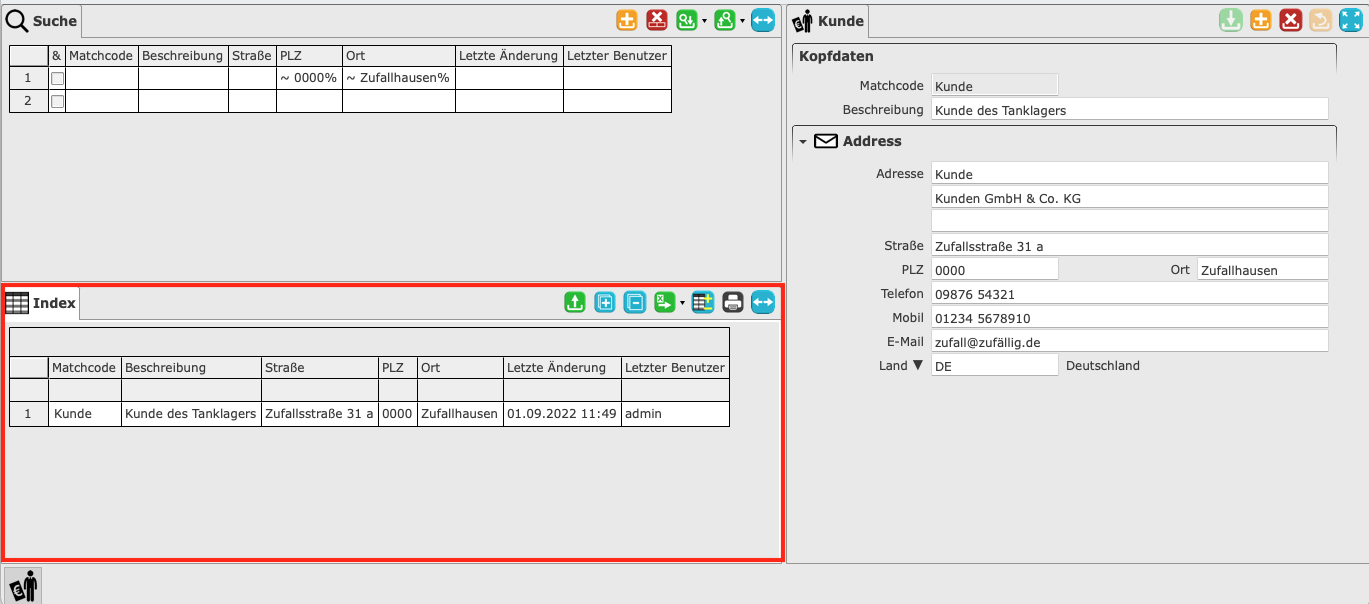 Suche
& Matchcode Beschreibung Straße PLZ Ort Letzte Änderung Letzter Benutzer
1 ~ 0000% ~ Zufallhausen%
2
Index
Matchcode Beschreibung Straße PLZ Ort Letzte Änderung Letzter Benutzer
1 Kunde Kunde des Tanklagers Zufallsstraße 31 a 0000 Zufallhausen 01.09.2022 11:49 admin
Kunde
Kopfdaten
Matchcode Kunde
Beschreibung Kunde des Tanklagers
Address
Adresse Kunde
Kunden GmbH & Co. KG
Straße Zufallsstraße 31 a
PLZ 0000 Ort Zufallhausen
Telefon 09876 54321
Mobil 01234 5678910
E-Mail zufall@zufällig.de
Land ▼ DE Deutschland